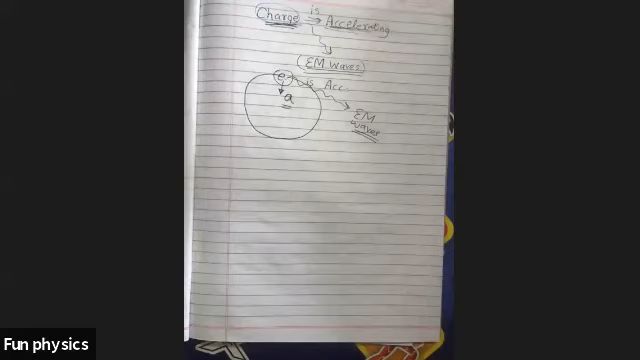 is
Charge ⇒ Accelerating
EM waves
e is Acc.
a
EM
waves
Fun physics